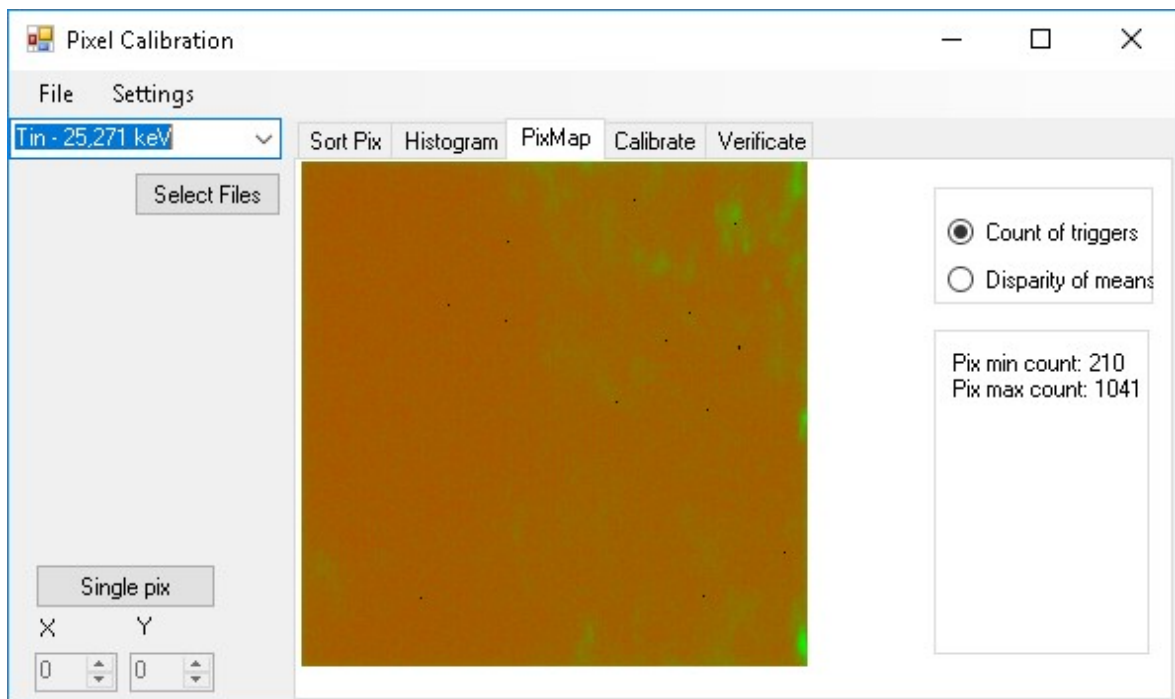 Pixel Calibration
File Settings
Tin - 25,271 keV
Sort Pix Histogram PixMap Calibrate Verificate
Select Files
Count of triggers
Disparity of means
Pix min count: 210
Pix max count: 1041
Single pix
X Y
0 0